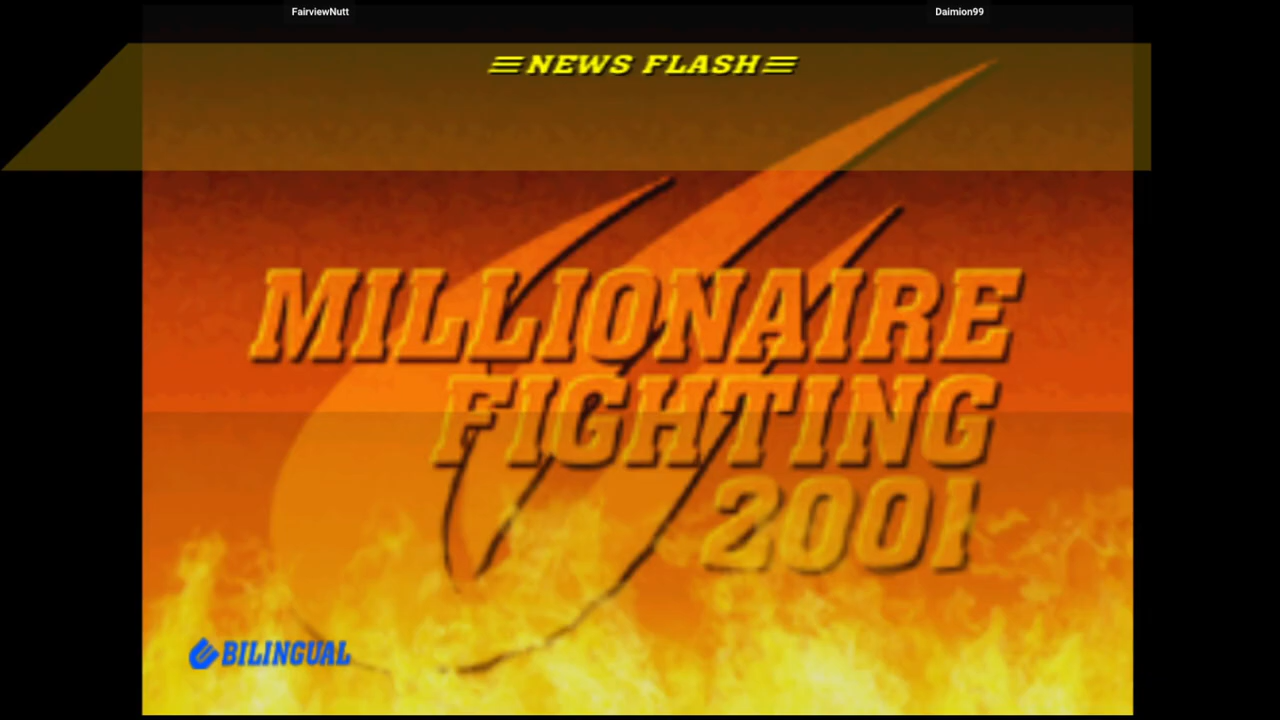 FairviewNutt
Daimion99
NEWS FLASH
MILLIONAIRE
FIGHTING
2001
BILINGUAL